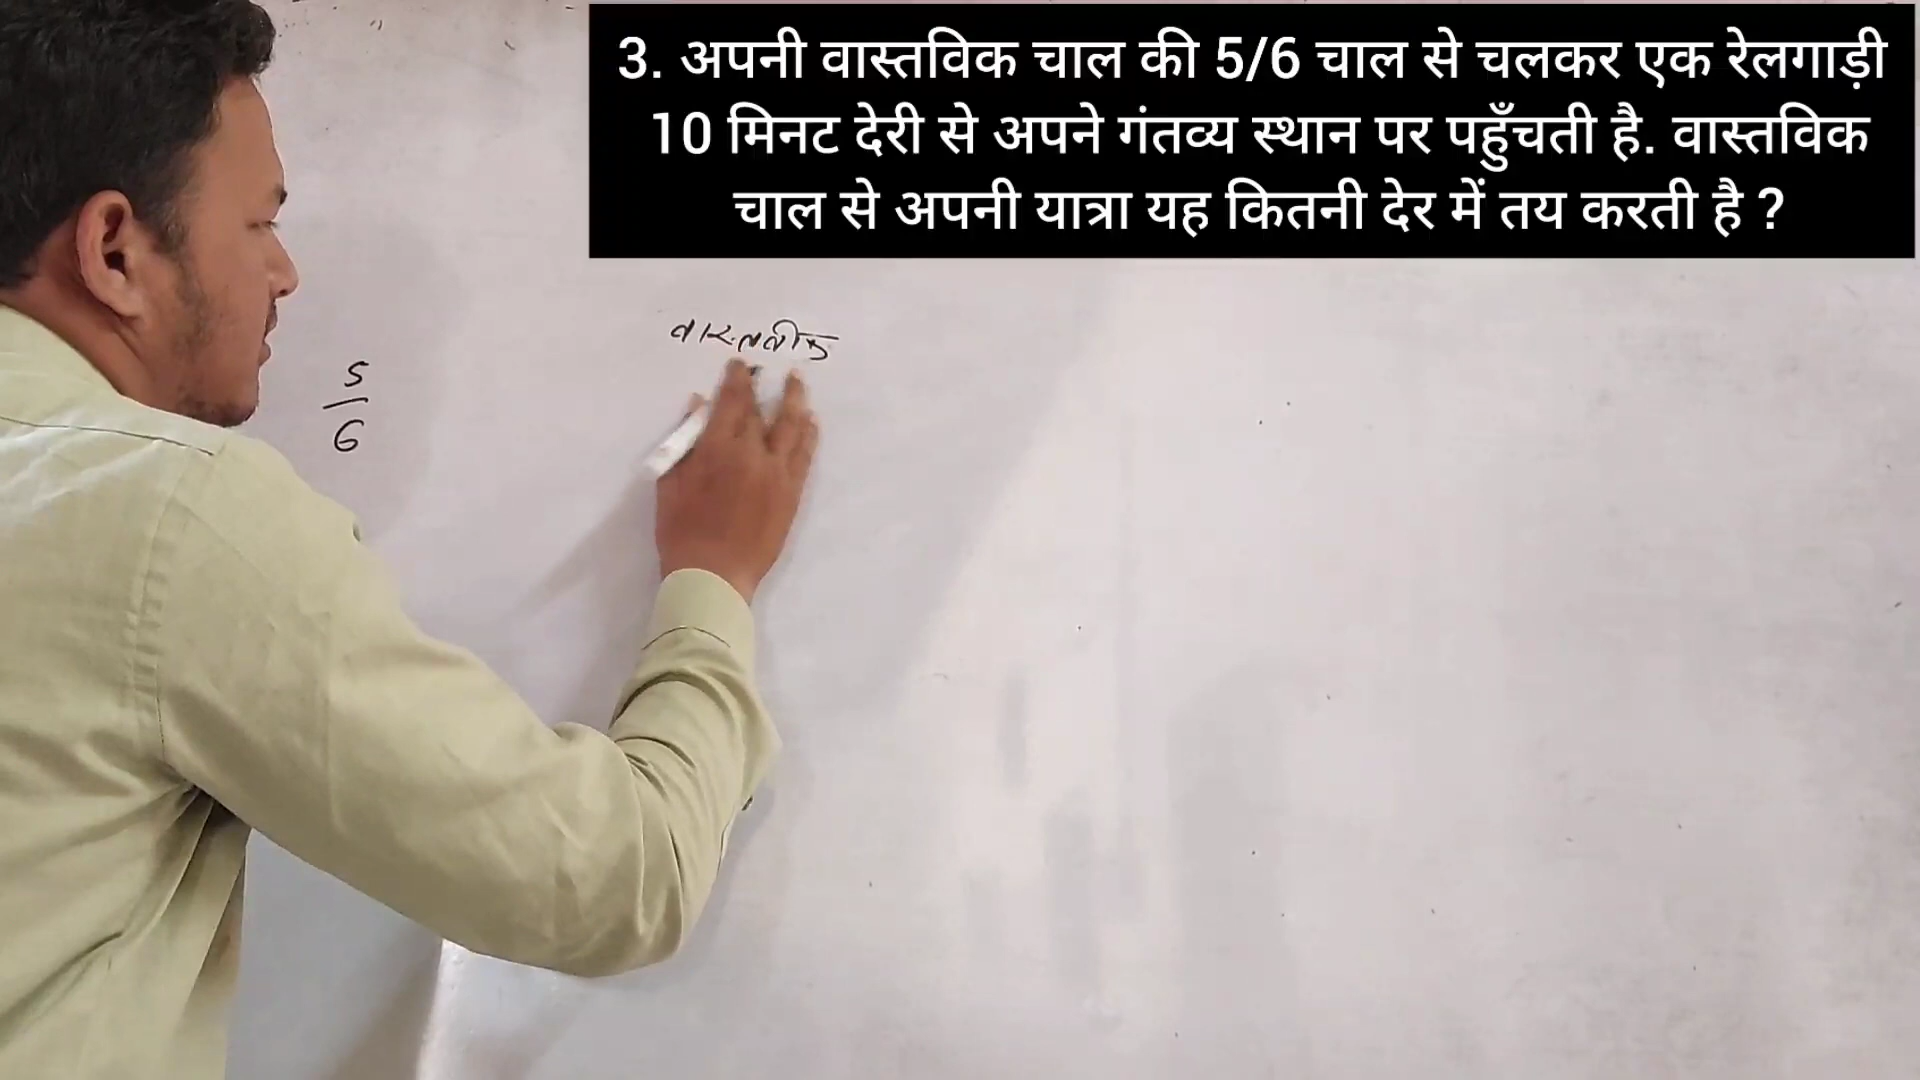 3. अपनी वास्तविक चाल की 5/6 चाल से चलकर एक रेलगाड़ी
10 मिनट देरी से अपने गंतव्य स्थान पर पहुँचती है. वास्तविक
चाल से अपनी यात्रा यह कितनी देर में तय करती है ?
वास्तवीक
5
6